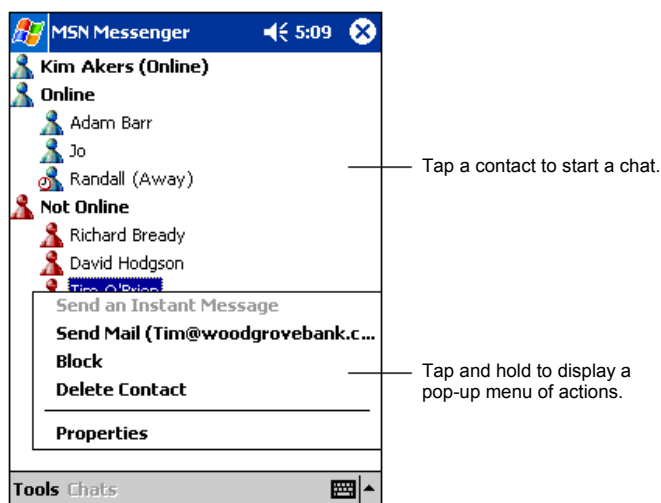 MSN Messenger 5:09
Kim Akers (Online)
Online
Adam Barr
Jo
Randall (Away)
Not Online
Richard Bready
David Hodgson
Tim O'Brien
Send an Instant Message
Send Mail (Tim@woodgrovebank.c...
Block
Delete Contact
Properties
Tools Chats
Tap a contact to start a chat.
Tap and hold to display a
pop-up menu of actions.